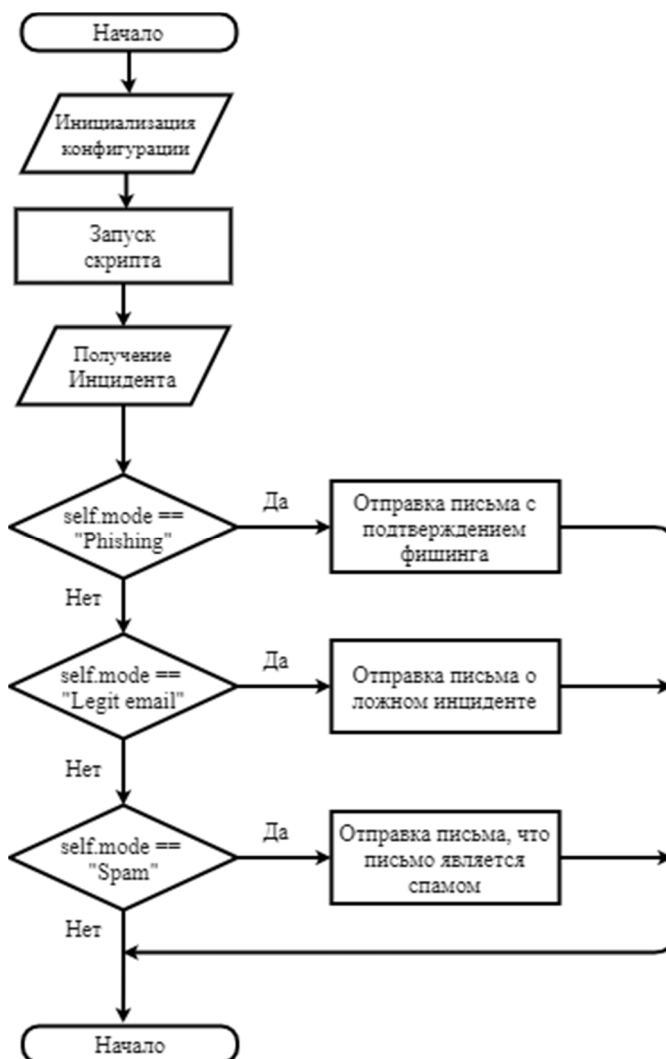 Начало
Инициализация
конфигурации
Запуск
скрипта
Получение
Инцидента
self.mode ==
"Phishing"
Да
Отправка письма с
подтверждением
фишинга
Нет
self.mode ==
"Legit email"
Да
Отправка письма о
ложном инциденте
Нет
self.mode ==
"Spam"
Да
Отправка письма, что
письмо является
спамом
Нет
Начало